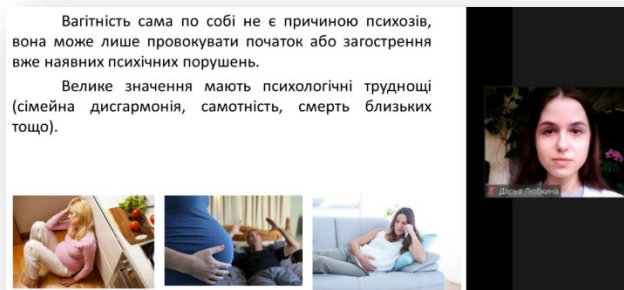 Вагітність сама по собі не є причиною психозів,
вона може лише провокувати початок або загострення
вже наявних психічних порушень.
Велике значення мають психологічні труднощі
(сімейна дисгармонія, самотність, смерть близьких
тощо).
Дарья Любкина